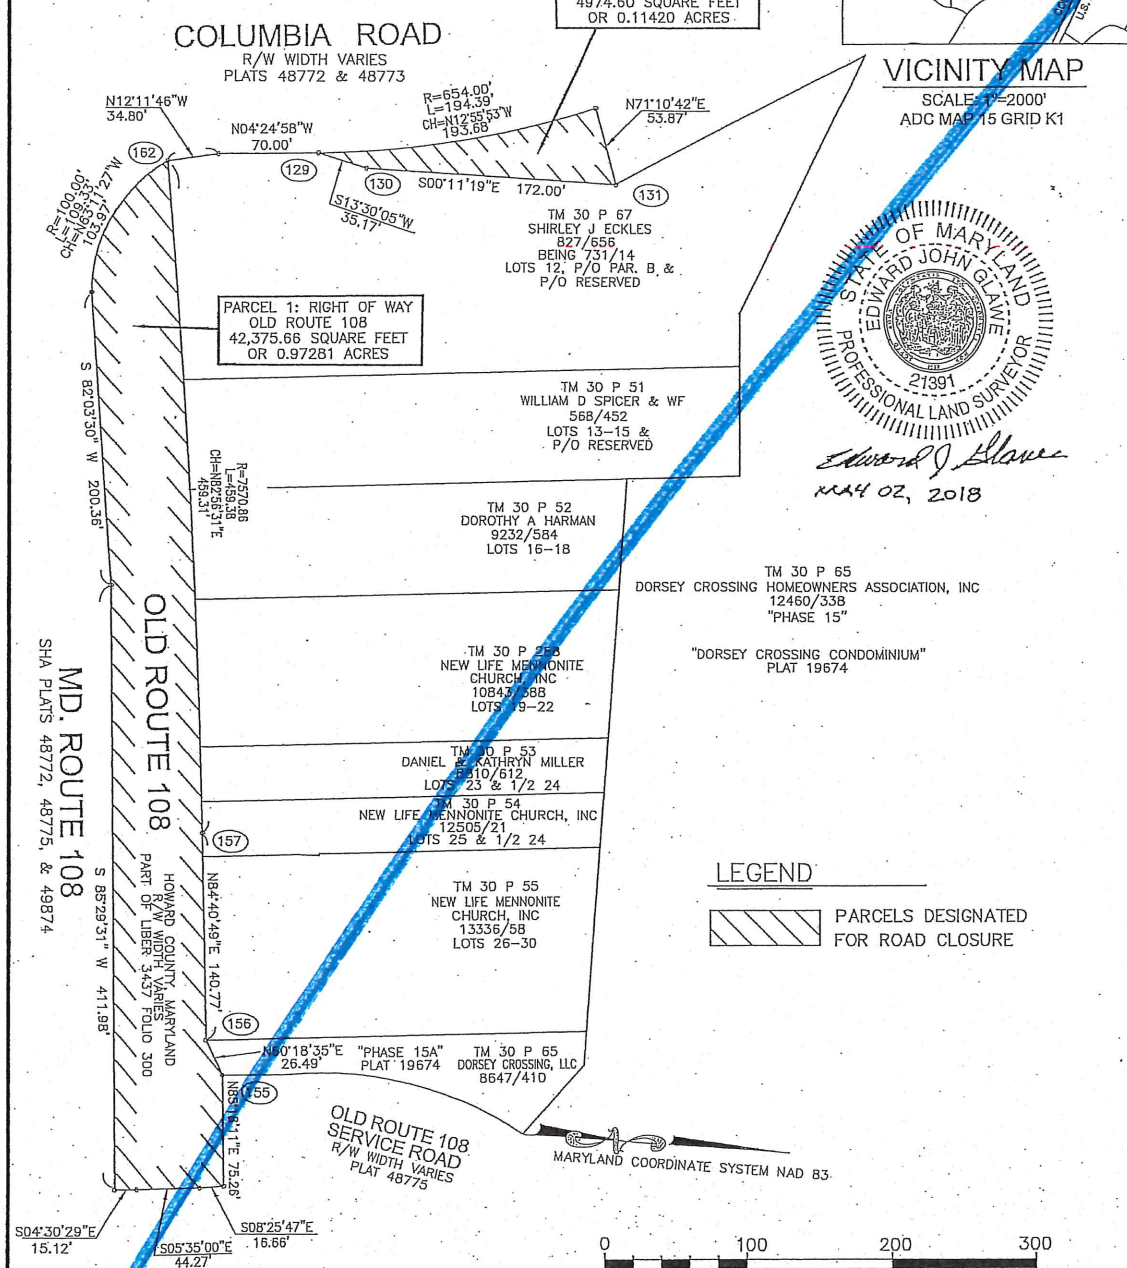 4974.60 SQUARE FEET
OR 0.11420 ACRES
COLUMBIA ROAD
R/W WIDTH VARIES
PLATS 48772 & 48773
U.S.
VICINITY MAP
SCALE: 1"=2000'
ADC MAP 15 GRID K1
N12°11'46"W
34.80'
N04°24'58"W
70.00'
R=654.00'
L=194.39'
CH=N12°55'53"W
193.68'
N71°10'42"E
53.87'
162
129
130
131
S00°11'19"E 172.00'
S13°30'05"W
35.17'
R=100.00'
L=109.33'
CH=N63°11'27"W
103.97'
TM 30 P 67
SHIRLEY J ECKLES
827/656
BEING 731/14
LOTS 12, P/O PAR. B &
P/O RESERVED
STATE OF MARYLAND
EDWARD JOHN GLAWE
21391
PROFESSIONAL LAND SURVEYOR
Edward J Glawe
MAY 02, 2018
PARCEL 1: RIGHT OF WAY
OLD ROUTE 108
42,375.66 SQUARE FEET
OR 0.97281 ACRES
S 82°03'30" W 200.36'
R=7570.86
L=459.38
CH=N82°56'31"E
459.31'
TM 30 P 51
WILLIAM D SPICER & WF
568/452
LOTS 13-15 &
P/O RESERVED
TM 30 P 52
DOROTHY A HARMAN
9232/584
LOTS 16-18
TM 30 P 65
DORSEY CROSSING HOMEOWNERS ASSOCIATION, INC
12460/338
"PHASE 15"
"DORSEY CROSSING CONDOMINIUM"
PLAT 19674
NEW LIFE MENNONITE
CHURCH, INC
10843/388
LOTS 19-22
TM 30 P 53
DANIEL & KATHRYN MILLER
LOTS 23 & 1/2 24
TM 30 P 54
NEW LIFE MENNONITE CHURCH, INC
12505/21
LOTS 25 & 1/2 24
TM 30 P 55
NEW LIFE MENNONITE
CHURCH, INC
13336/58
LOTS 26-30
OLD ROUTE 108
HOWARD COUNTY, MARYLAND
R/W WIDTH VARIES
PART OF LIBER 3437 FOLIO 300
MD. ROUTE 108
SHA PLATS 48772, 48775, & 49874
S 85°29'31" W 411.98'
157
N84°40'49"E 140.77'
156
N60°18'35"E
26.49'
"PHASE 15A"
PLAT 19674
TM 30 P 65
DORSEY CROSSING, LLC
8647/410
155
75.26'
LEGEND
PARCELS DESIGNATED
FOR ROAD CLOSURE
OLD ROUTE 108
SERVICE ROAD
R/W WIDTH VARIES
PLAT 48775
MARYLAND COORDINATE SYSTEM NAD 83
S04°30'29"E
15.12'
S05°35'00"E
44.27'
S08°25'47"E
16.66'
0 100 200 300